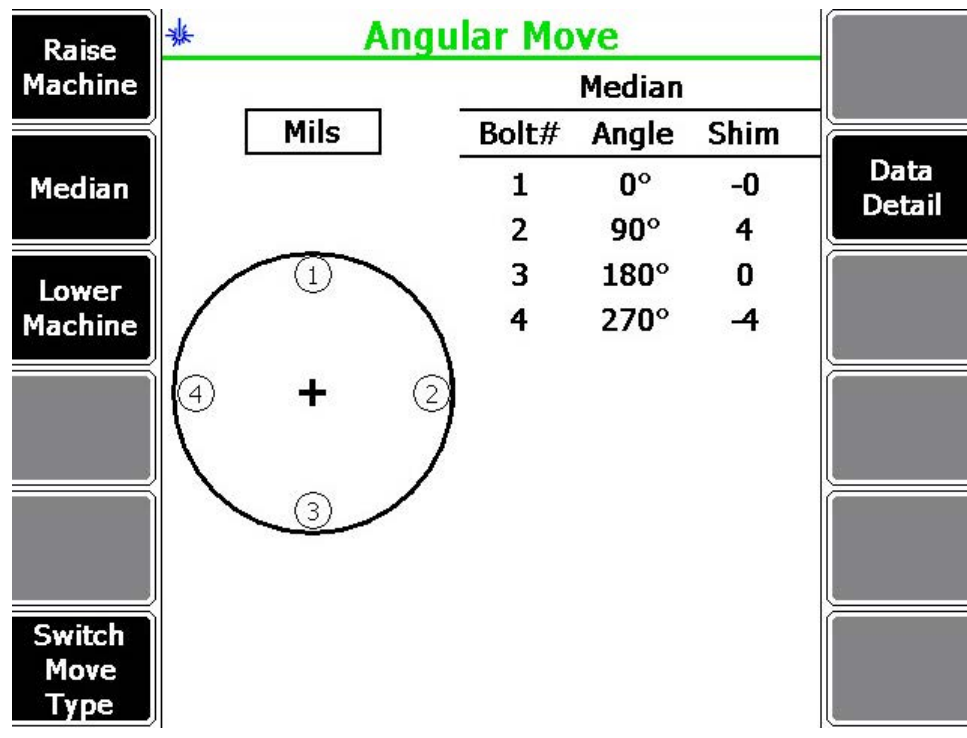 Raise
Machine
Median
Lower
Machine
Switch
Move
Type
Angular Move
Mils
Median
Bolt# Angle Shim
1 0° -0
2 90° 4
3 180° 0
4 270° -4
1
4
2
3
Data
Detail